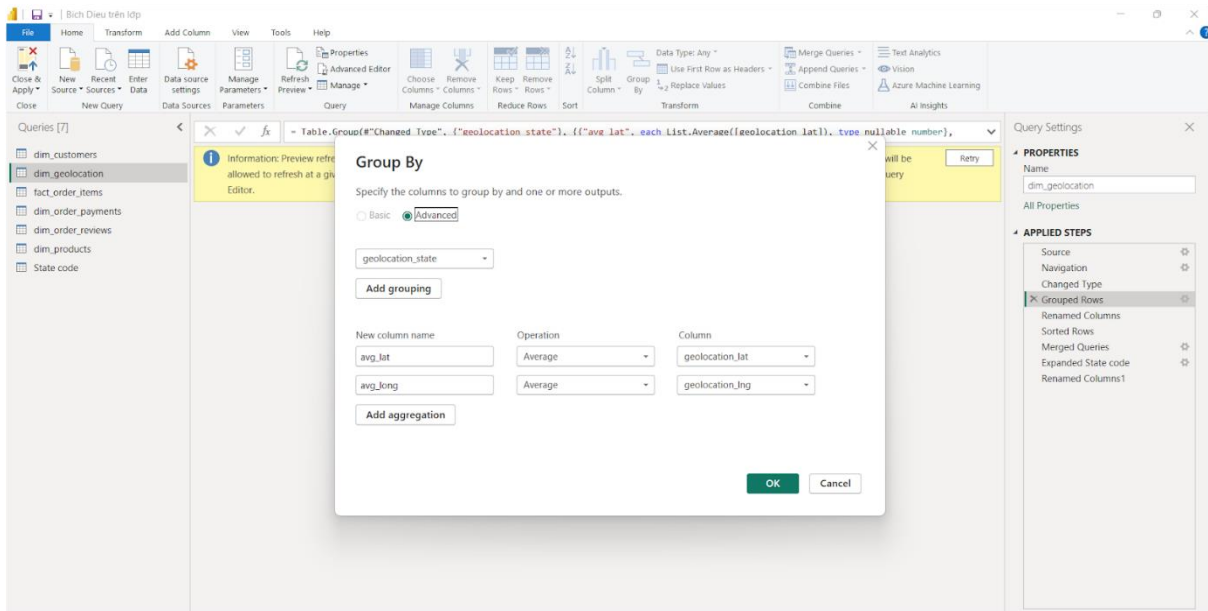 Bich Dieu trên lớp
File Home Transform Add Column View Tools Help
Close & Apply
New Source
Recent Sources
Enter Data
Data source settings
Manage Parameters
Refresh Preview
Properties
Advanced Editor
Manage
Choose Columns
Remove Columns
Keep Rows
Remove Rows
Split Column
Group By
Data Type: Any
Use First Row as Headers
Replace Values
Merge Queries
Append Queries
Combine Files
Text Analytics
Vision
Azure Machine Learning
Close New Query Data Sources Parameters Query Manage Columns Reduce Rows Sort Transform Combine AI Insights
Queries [7]
dim_customers
dim_geolocation
fact_order_items
dim_order_payments
dim_order_reviews
dim_products
State code
= Table.Group(#"Changed Type", {"geolocation_state"}, {{"avg_lat", each List.Average([geolocation_lat]), type nullable number},
Information: Preview refre
allowed to refresh at a giv
Editor.
will be
uery
Retry
Group By
Specify the columns to group by and one or more outputs.
Basic Advanced
geolocation_state
Add grouping
New column name Operation Column
avg_lat Average geolocation_lat
avg_long Average geolocation_lng
Add aggregation
OK Cancel
Query Settings
PROPERTIES
Name
dim_geolocation
All Properties
APPLIED STEPS
Source
Navigation
Changed Type
Grouped Rows
Renamed Columns
Sorted Rows
Merged Queries
Expanded State code
Renamed Columns1